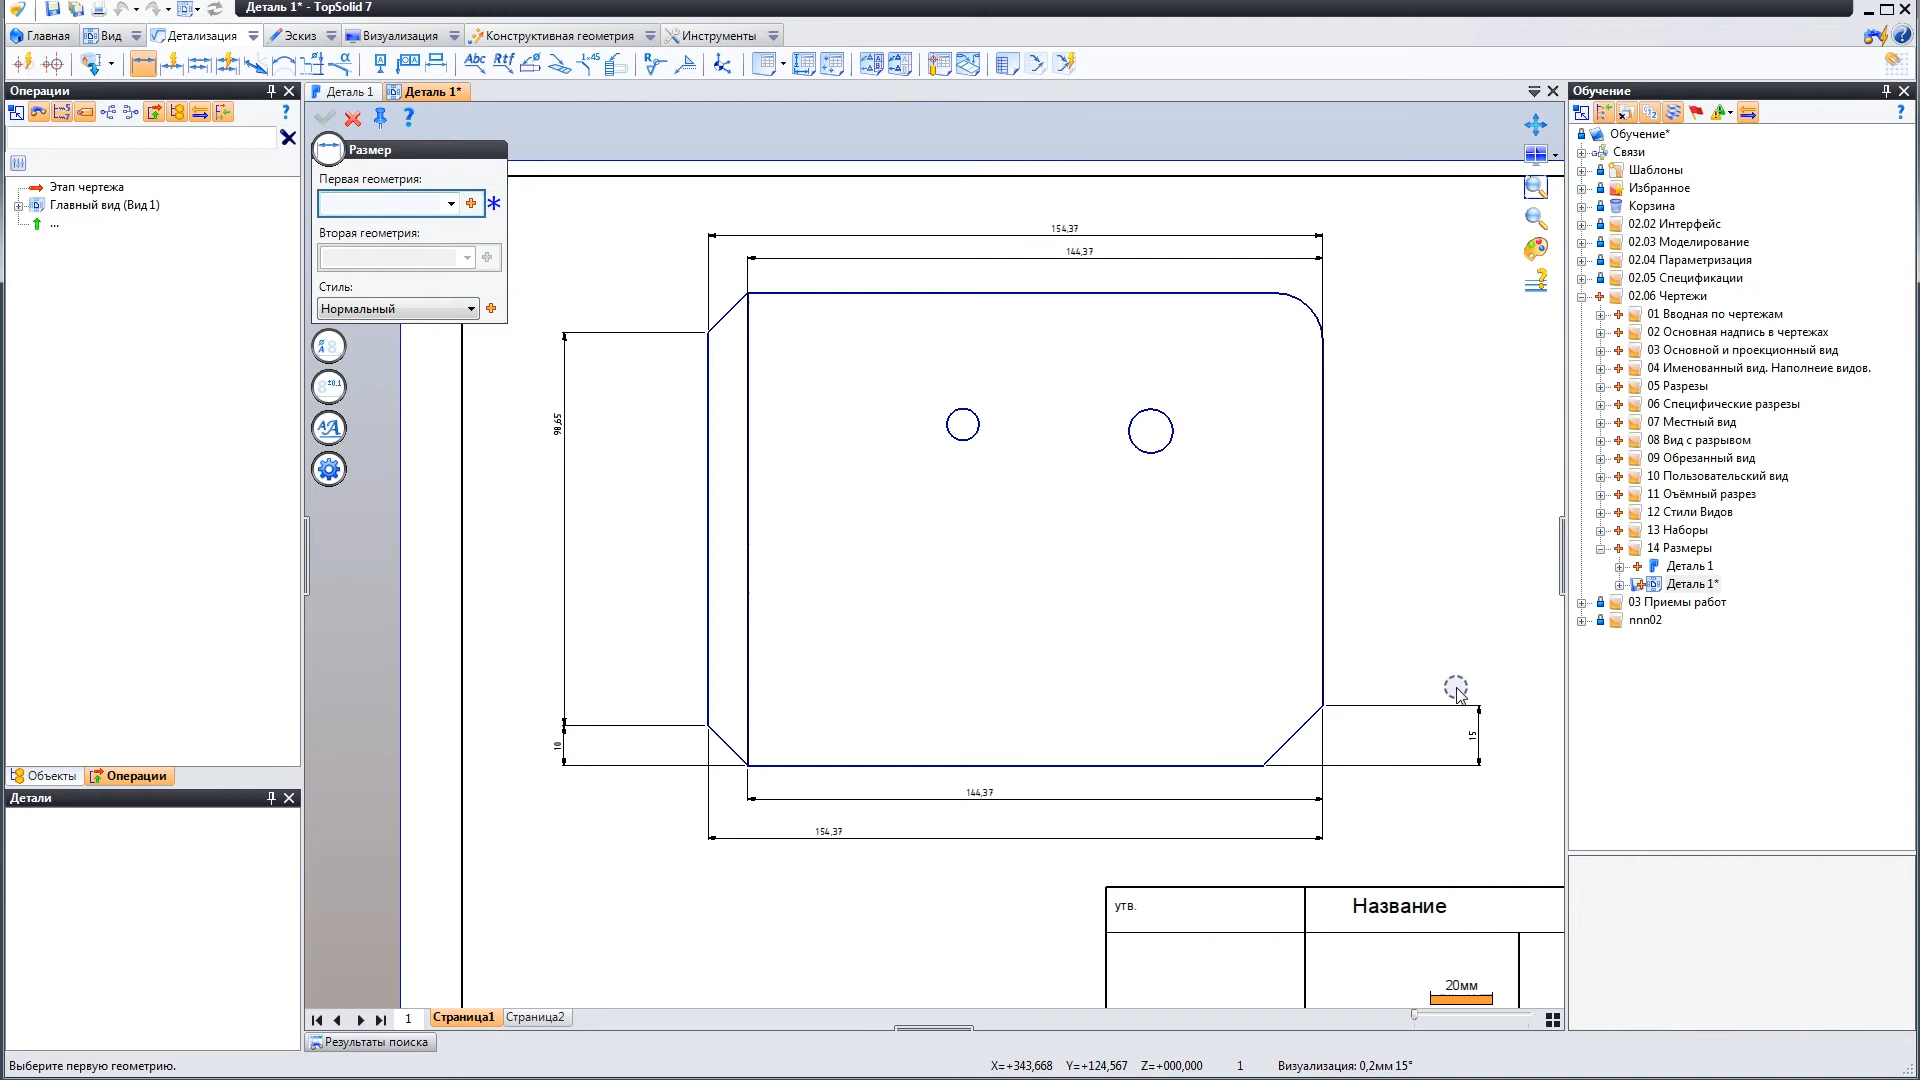 Деталь 1* - TopSolid 7
Главная Вид Детализация Эскиз Визуализация Конструктивная геометрия Инструменты
Abc Rtf 1×45
Операции
Этап чертежа
Главный вид (Вид 1)
...
Объекты Операции
Детали
Деталь 1 Деталь 1*
Размер
Первая геометрия:
Вторая геометрия:
Стиль:
Нормальный
154,37
144,37
98,65
10
15
144,37
154,37
утв. Название
20мм
1 Страница1 Страница2
Результаты поиска
Обучение
Обучение*
Связи
Шаблоны
Избранное
Корзина
02.02 Интерфейс
02.03 Моделирование
02.04 Параметризация
02.05 Спецификации
02.06 Чертежи
01 Вводная по чертежам
02 Основная надпись в чертежах
03 Основной и проекционный вид
04 Именованный вид. Наполнеие видов.
05 Разрезы
06 Специфические разрезы
07 Местный вид
08 Вид с разрывом
09 Обрезанный вид
10 Пользовательский вид
11 Оъёмный разрез
12 Стили Видов
13 Наборы
14 Размеры
Деталь 1
Деталь 1*
03 Приемы работ
nnn02
Выберите первую геометрию. X=+343,668 Y=+124,567 Z=+000,000 1 Визуализация: 0,2мм 15°